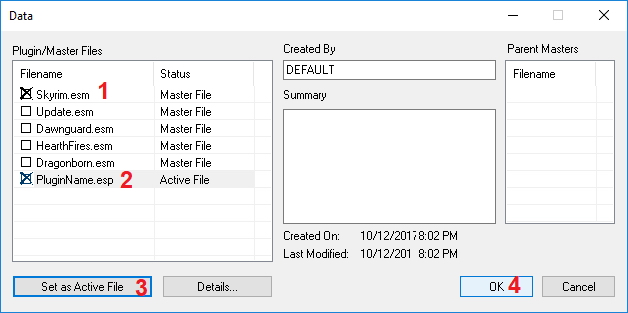 Data
Plugin/Master Files
Filename Status
Skyrim.esm 1 Master File
Update.esm Master File
Dawnguard.esm Master File
HearthFires.esm Master File
Dragonborn.esm Master File
PluginName.esp 2 Active File
Set as Active File 3 Details...
Created By
DEFAULT
Summary
Created On: 10/12/2017 8:02 PM
Last Modified: 10/12/201 8:02 PM
Parent Masters
Filename
OK 4 Cancel